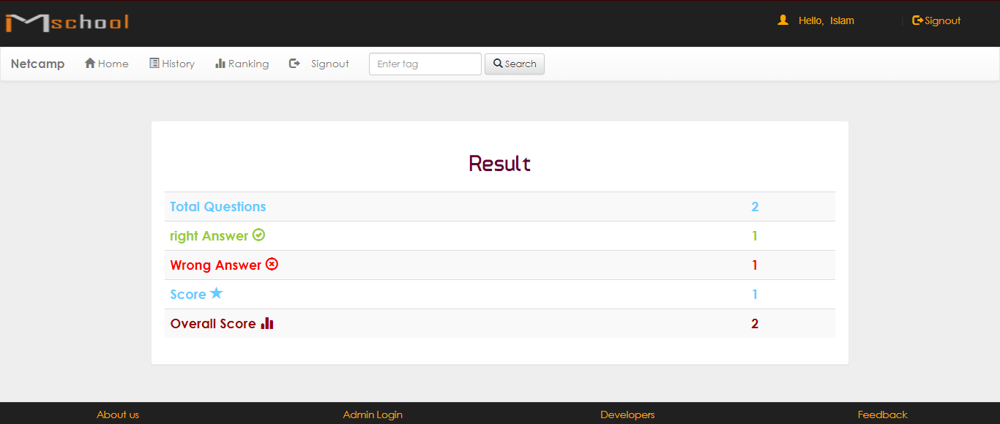 iMschool
Hello, Islam
Signout
Netcamp
Home
History
Ranking
Signout
Enter tag
Search
Result
Total Questions 2
right Answer 1
Wrong Answer 1
Score 1
Overall Score 2
About us
Admin Login
Developers
Feedback